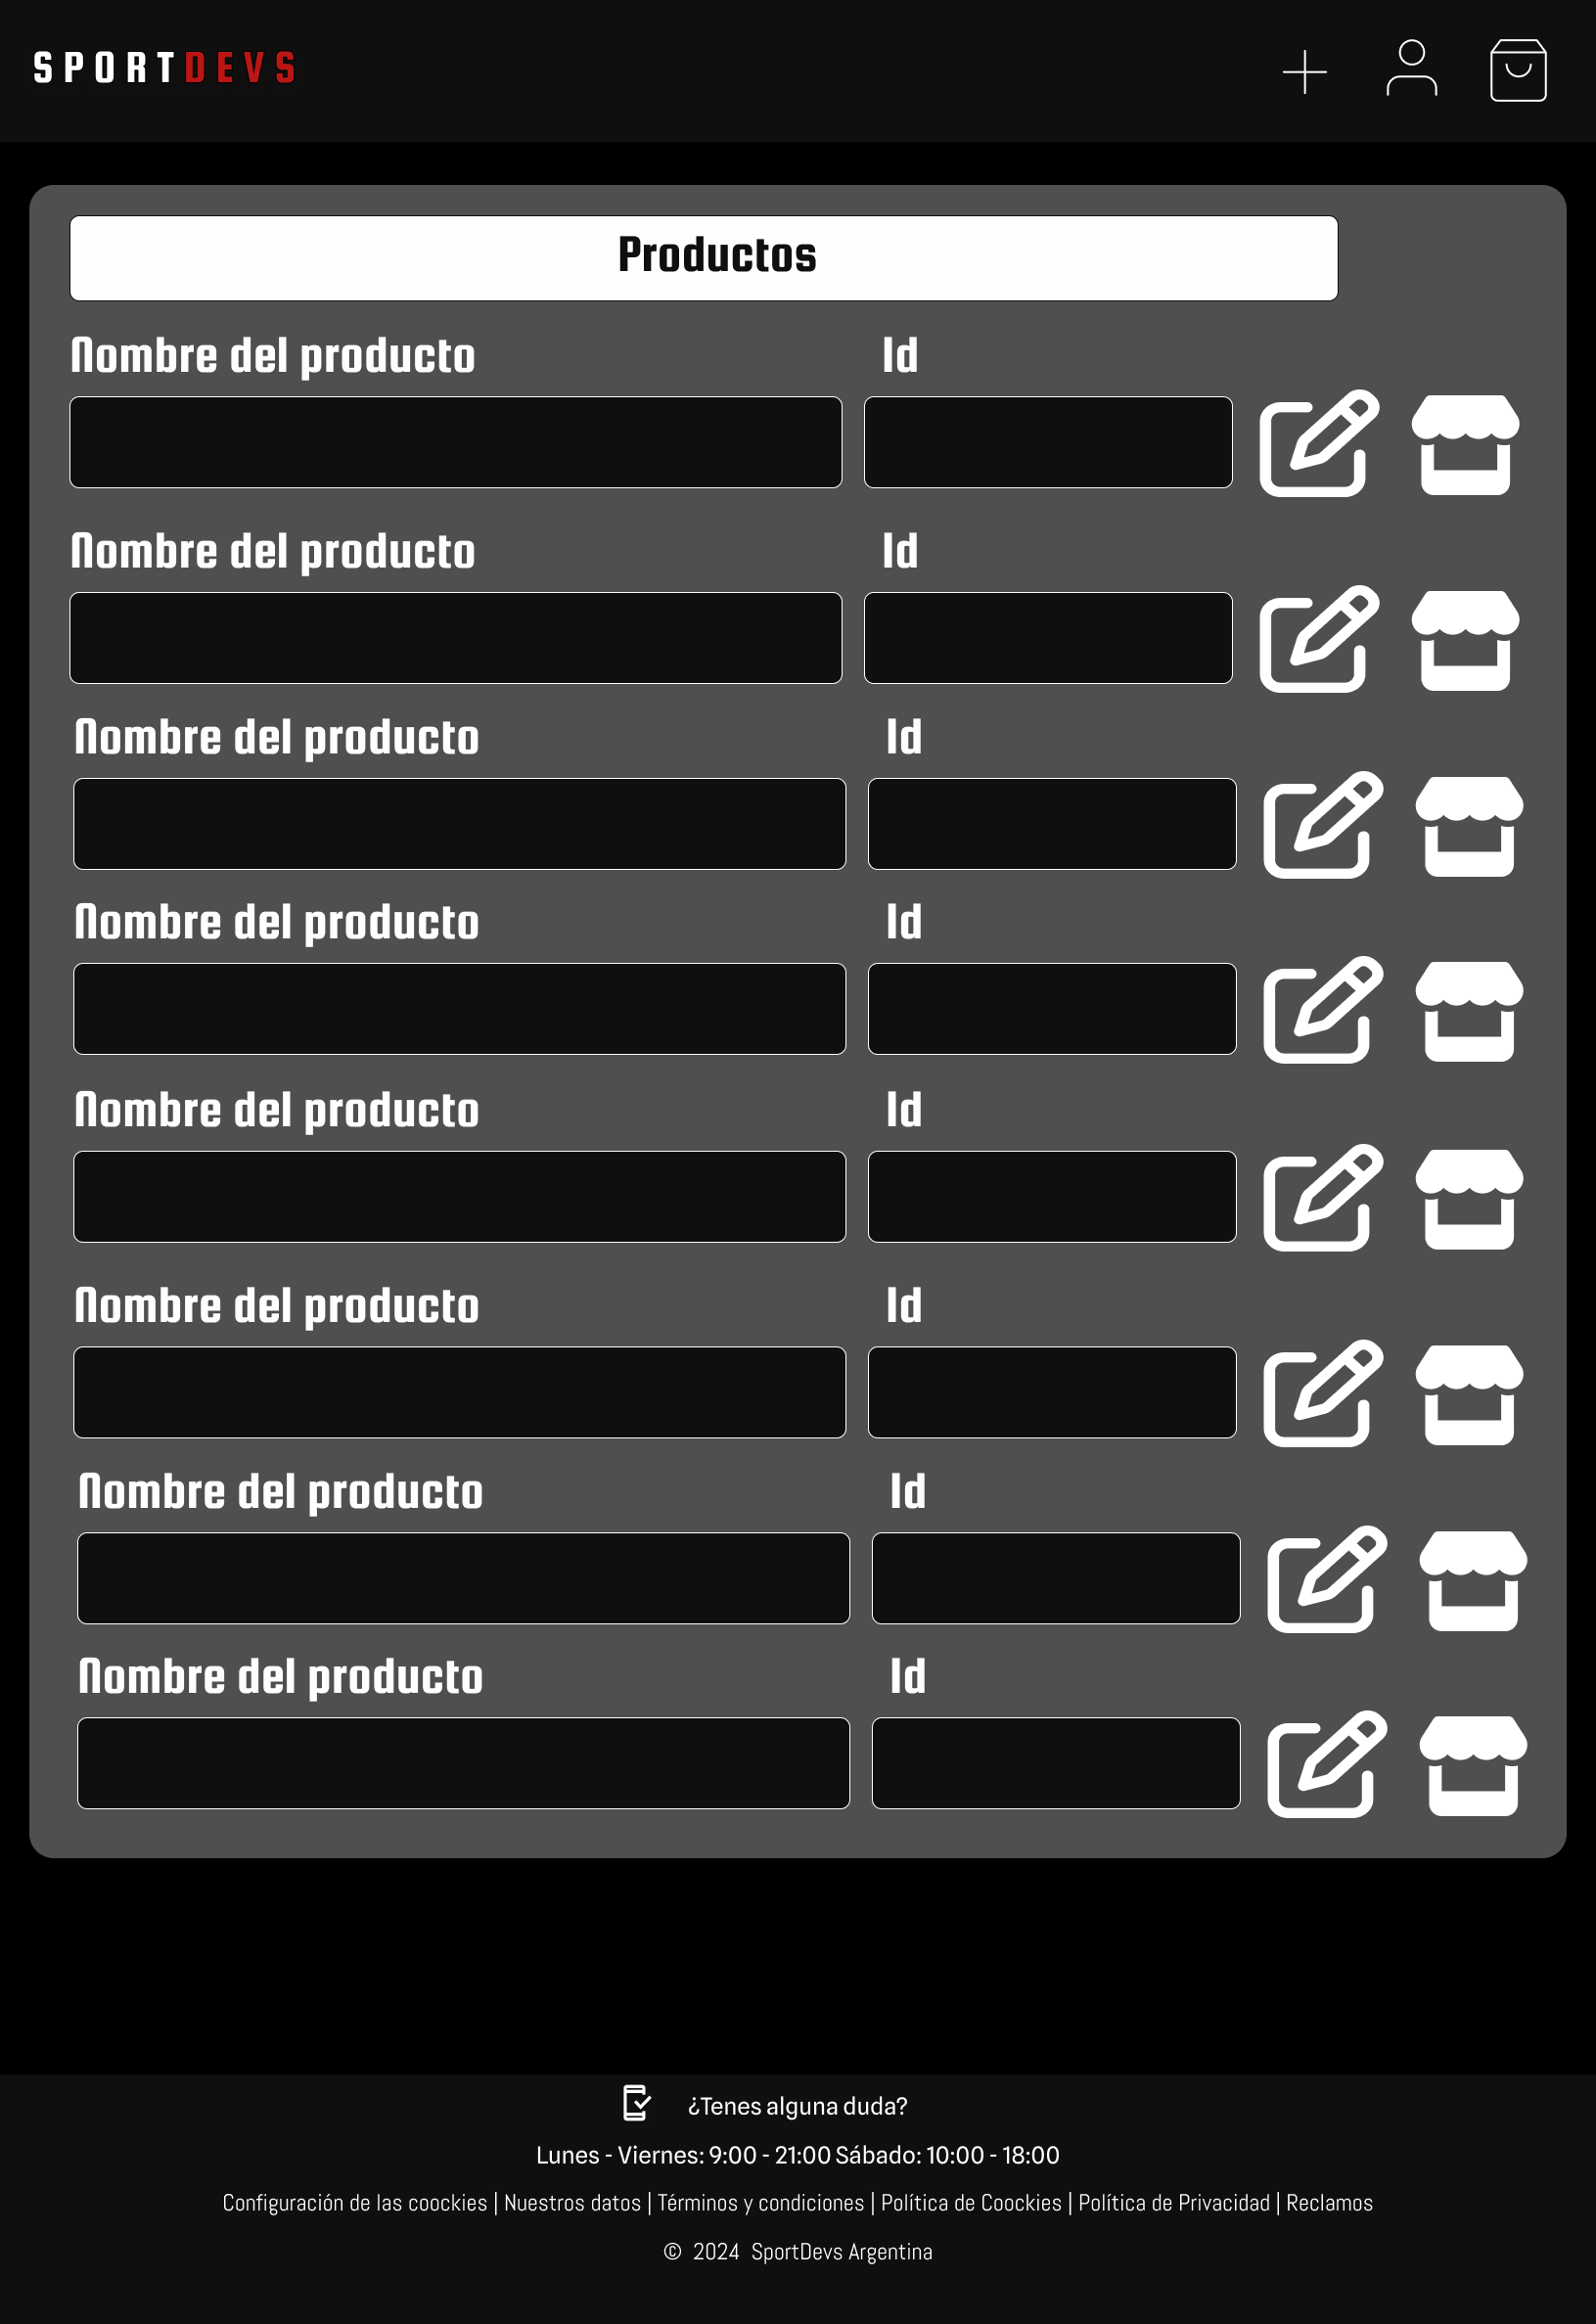 SPORTDEVS
Productos
Nombre del producto Id
Nombre del producto Id
Nombre del producto Id
Nombre del producto Id
Nombre del producto Id
Nombre del producto Id
Nombre del producto Id
Nombre del producto Id
¿Tenes alguna duda?
Lunes - Viernes: 9:00 - 21:00 Sábado: 10:00 - 18:00
Configuración de las coockies | Nuestros datos | Términos y condiciones | Política de Coockies | Política de Privacidad | Reclamos
© 2024 SportDevs Argentina